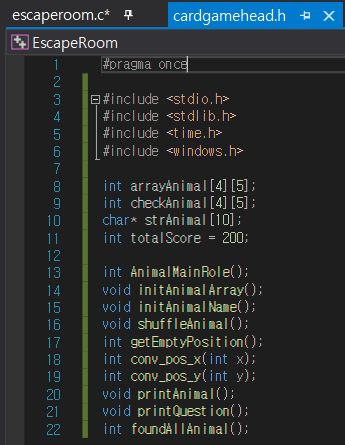 escaperoom.c* cardgamehead.h
EscapeRoom
1 #pragma once
2
3 #include <stdio.h>
4 #include <stdlib.h>
5 #include <time.h>
6 #include <windows.h>
7
8 int arrayAnimal[4][5];
9 int checkAnimal[4][5];
10 char* strAnimal[10];
11 int totalScore = 200;
12
13 int AnimalMainRole();
14 void initAnimalArray();
15 void initAnimalName();
16 void shuffleAnimal();
17 int getEmptyPosition();
18 int conv_pos_x(int x);
19 int conv_pos_y(int y);
20 void printAnimal();
21 void printQuestion();
22 int foundAllAnimal();